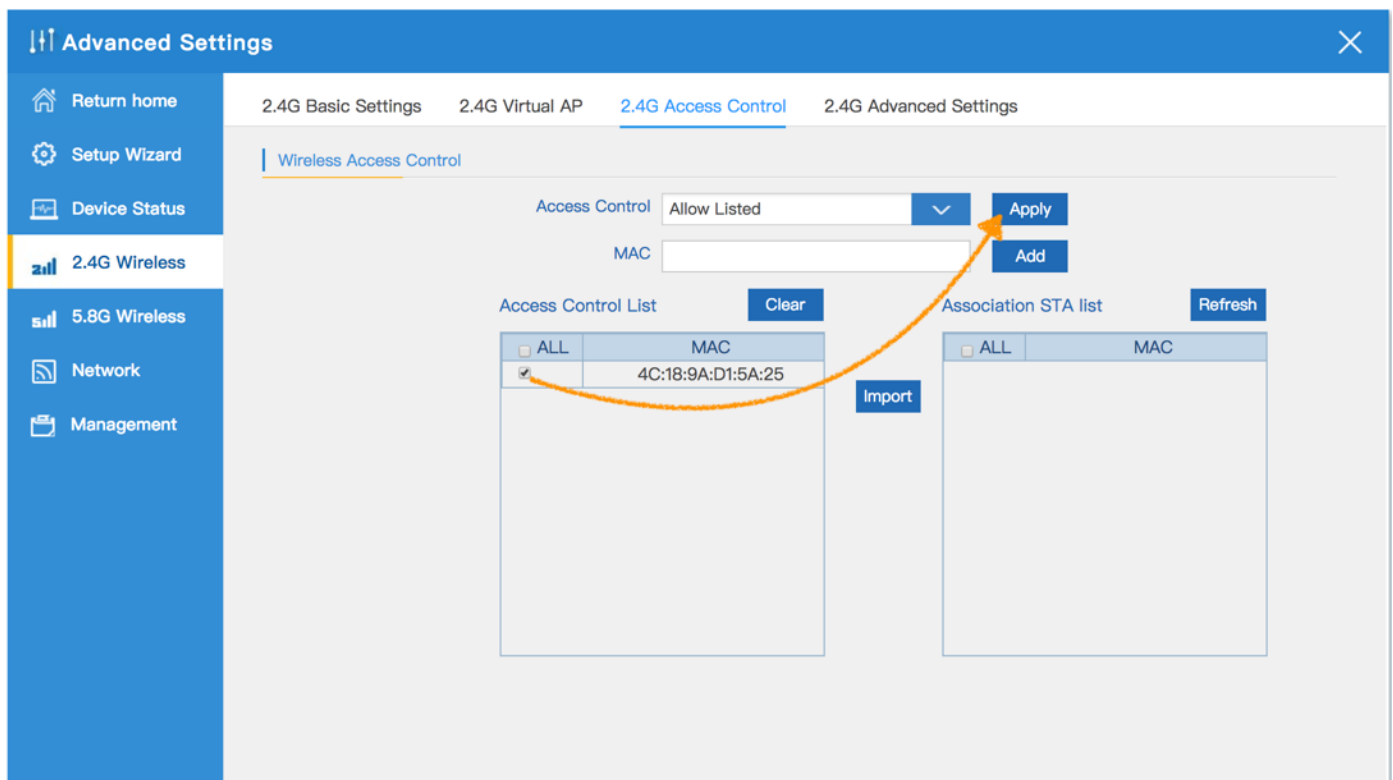 Advanced Settings
Return home
Setup Wizard
Device Status
2.4G Wireless
5.8G Wireless
Network
Management
2.4G Basic Settings 2.4G Virtual AP 2.4G Access Control 2.4G Advanced Settings
Wireless Access Control
Access Control Allow Listed Apply
MAC Add
Access Control List Clear
ALL MAC
4C:18:9A:D1:5A:25
Import
Association STA list Refresh
ALL MAC